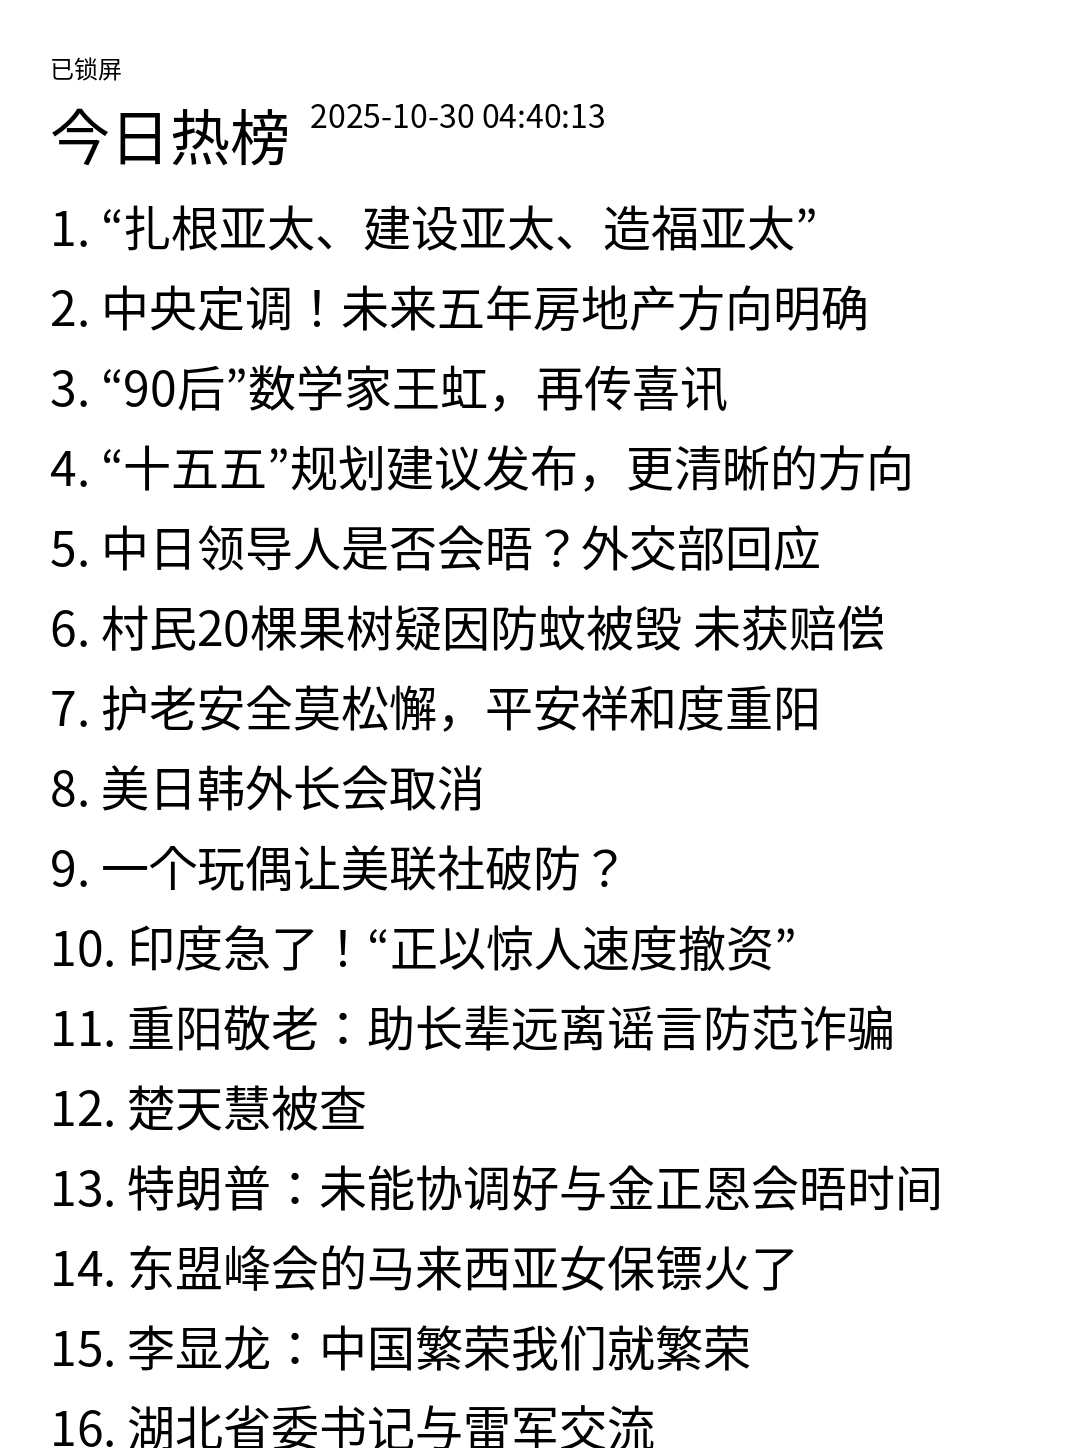 已锁屏
今日热榜 2025-10-30 04:40:13
1. “扎根亚太、建设亚太、造福亚太”
2. 中央定调！未来五年房地产方向明确
3. “90后”数学家王虹，再传喜讯
4. “十五五”规划建议发布，更清晰的方向
5. 中日领导人是否会晤？外交部回应
6. 村民20棵果树疑因防蚊被毁 未获赔偿
7. 护老安全莫松懈，平安祥和度重阳
8. 美日韩外长会取消
9. 一个玩偶让美联社破防？
10. 印度急了！“正以惊人速度撤资”
11. 重阳敬老：助长辈远离谣言防范诈骗
12. 楚天慧被查
13. 特朗普：未能协调好与金正恩会晤时间
14. 东盟峰会的马来西亚女保镖火了
15. 李显龙：中国繁荣我们就繁荣
16. 湖北省委书记与雷军交流